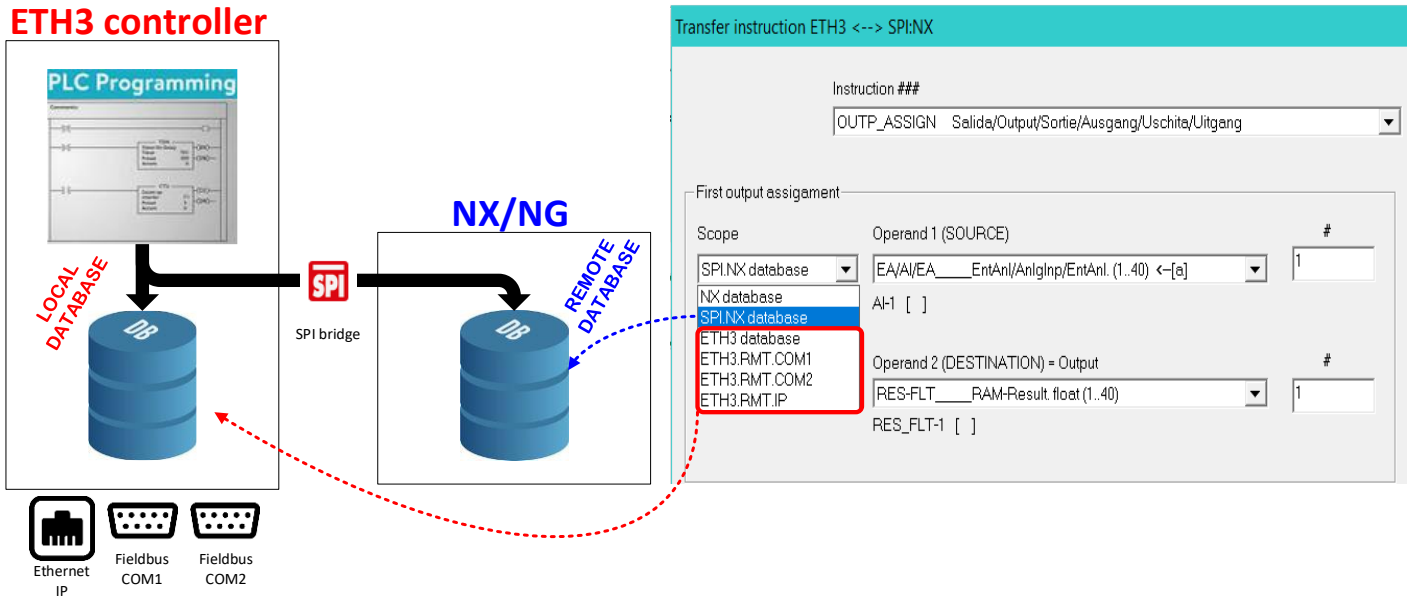 ETH3 controller
PLC Programming
LOCAL
DATABASE
DB
SPI
SPI bridge
NX/NG
REMOTE
DATABASE
DB
Ethernet
IP
Fieldbus
COM1
Fieldbus
COM2
Transfer instruction ETH3 <--> SPI:NX
Instruction ###
OUTP_ASSIGN Salida/Output/Sortie/Ausgang/Uschita/Uitgang
First output assigament
Scope
Operand 1 (SOURCE)
#
SPI.NX database
EA/AI/EA_____EntAnl/AnlgInp/EntAnl. (1..40) <--[a]
1
NX database
SPI.NX database
ETH3 database
ETH3.RMT.COM1
ETH3.RMT.COM2
ETH3.RMT.IP
AI-1 [ ]
Operand 2 (DESTINATION) = Output
#
RES-FLT_____RAM-Result. float (1..40)
1
RES_FLT-1 [ ]